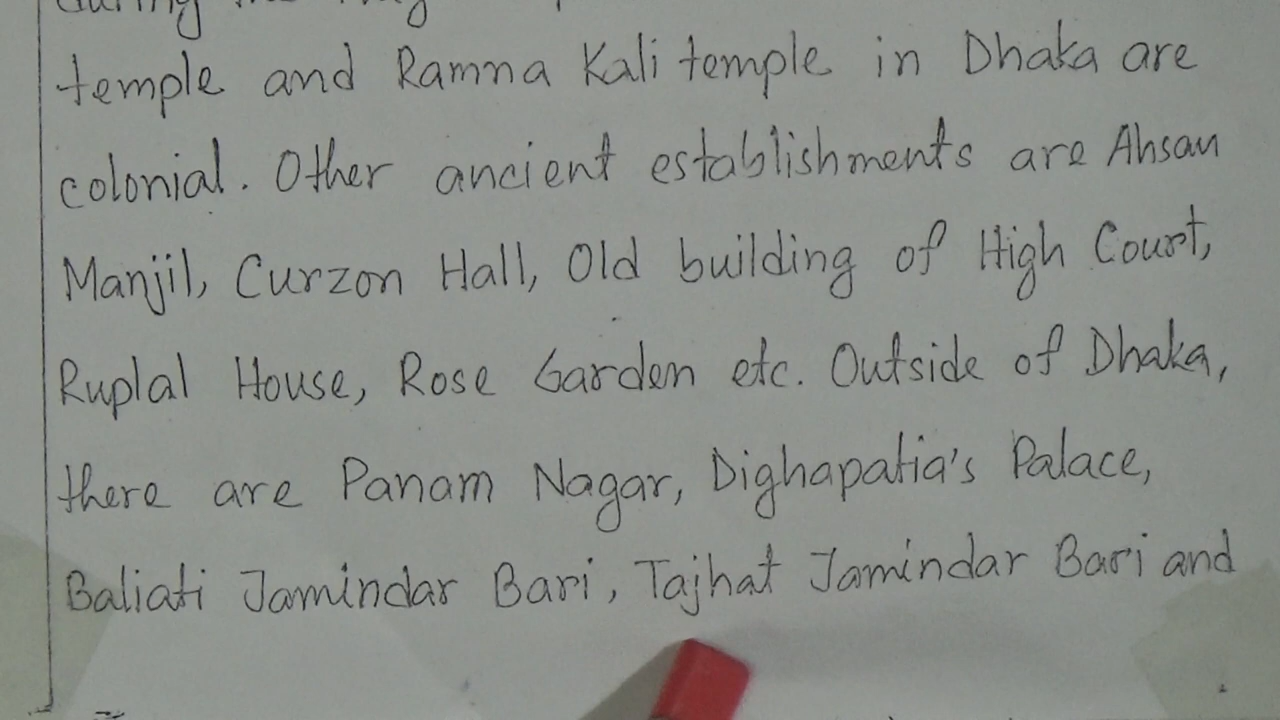 during the
temple and Ramna Kali temple in Dhaka are
colonial. Other ancient establishments are Ahsan
Manjil, Curzon Hall, Old building of High Court,
Ruplal House, Rose Garden etc. Outside of Dhaka,
there are Panam Nagar, Dighapatia's Palace,
Baliati Jamindar Bari, Tajhat Jamindar Bari and